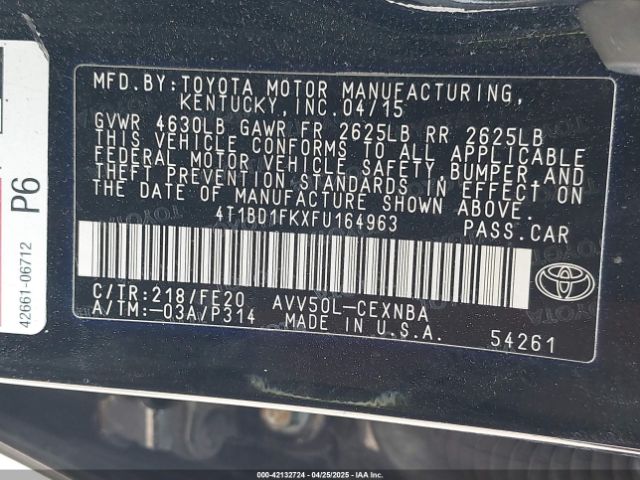 MFD.BY:TOYOTA MOTOR MANUFACTURING,
KENTUCKY, INC. 04/15
GVWR 4630LB GAWR FR 2625LB RR 2625LB
THIS VEHICLE CONFORMS TO ALL APPLICABLE
FEDERAL MOTOR VEHICLE SAFETY,BUMPER,AND
THEFT PREVENTION STANDARDS IN EFFECT ON
THE DATE OF MANUFACTURE SHOWN ABOVE.
4T1BD1FKXFU164963 PASS.CAR
C/TR:218/FE20 AVV50L-CEXNBA
A/TM:-03A/P314 MADE IN U.S.A.
54261
P6
42661-06712
000-42132724 - 04/25/2025 - IAAI.COM